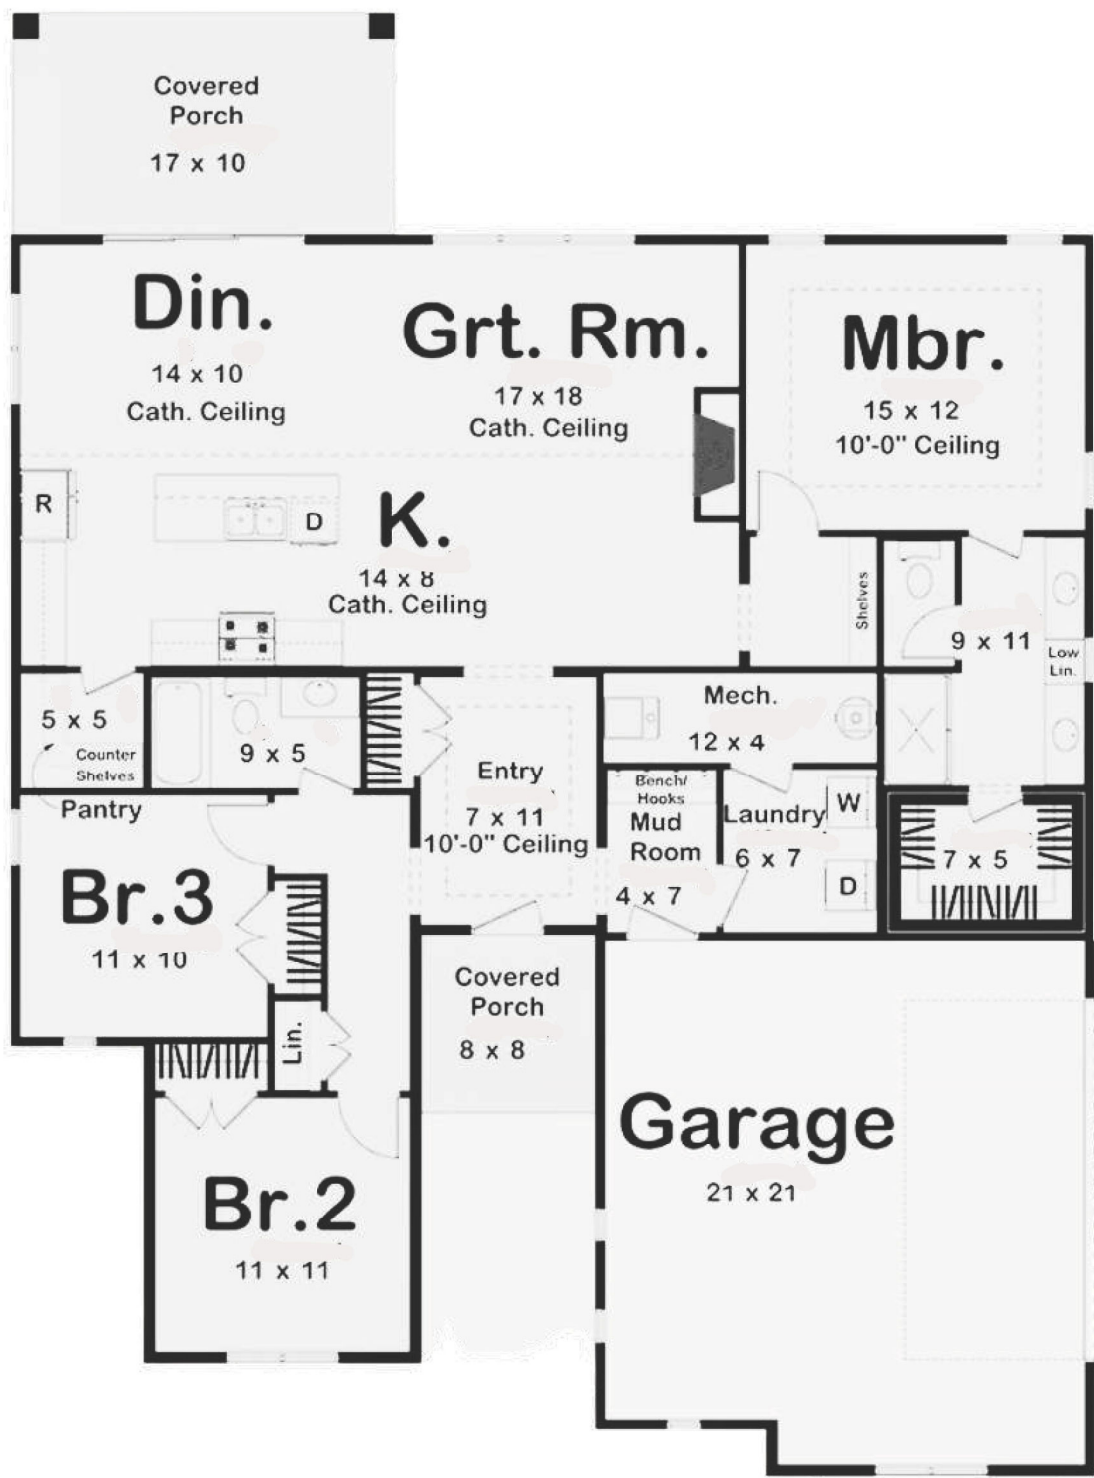 Covered
Porch
17 x 10
Din.
14 x 10
Cath. Ceiling
Grt. Rm.
17 x 18
Cath. Ceiling
Mbr.
15 x 12
10'-0" Ceiling
R
D
K.
14 x 8
Cath. Ceiling
Shelves
9 x 11
Low
Lin.
5 x 5
Counter
Shelves
Pantry
9 x 5
Entry
7 x 11
10'-0" Ceiling
Mech.
12 x 4
Bench/
Hooks
Mud
Room
4 x 7
Laundry
6 x 7
W
D
7 x 5
Br.3
11 x 10
Lin.
Covered
Porch
8 x 8
Br.2
11 x 11
Garage
21 x 21